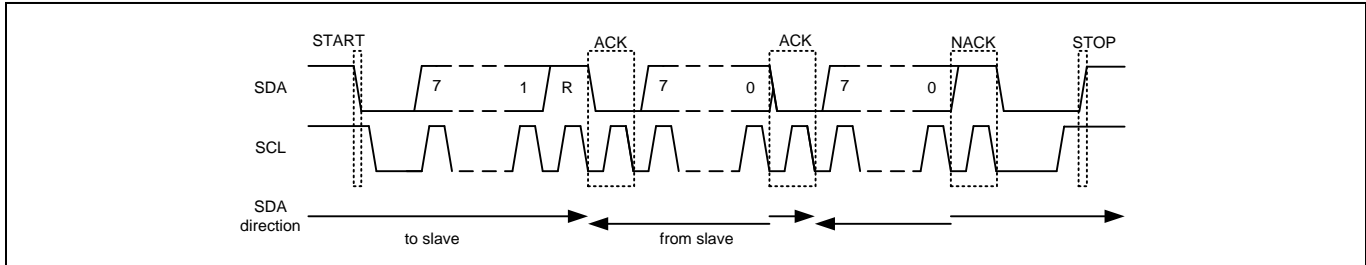 START ACK ACK NACK STOP
SDA 7 1 R 7 0 7 0
SCL
SDA
direction
to slave from slave